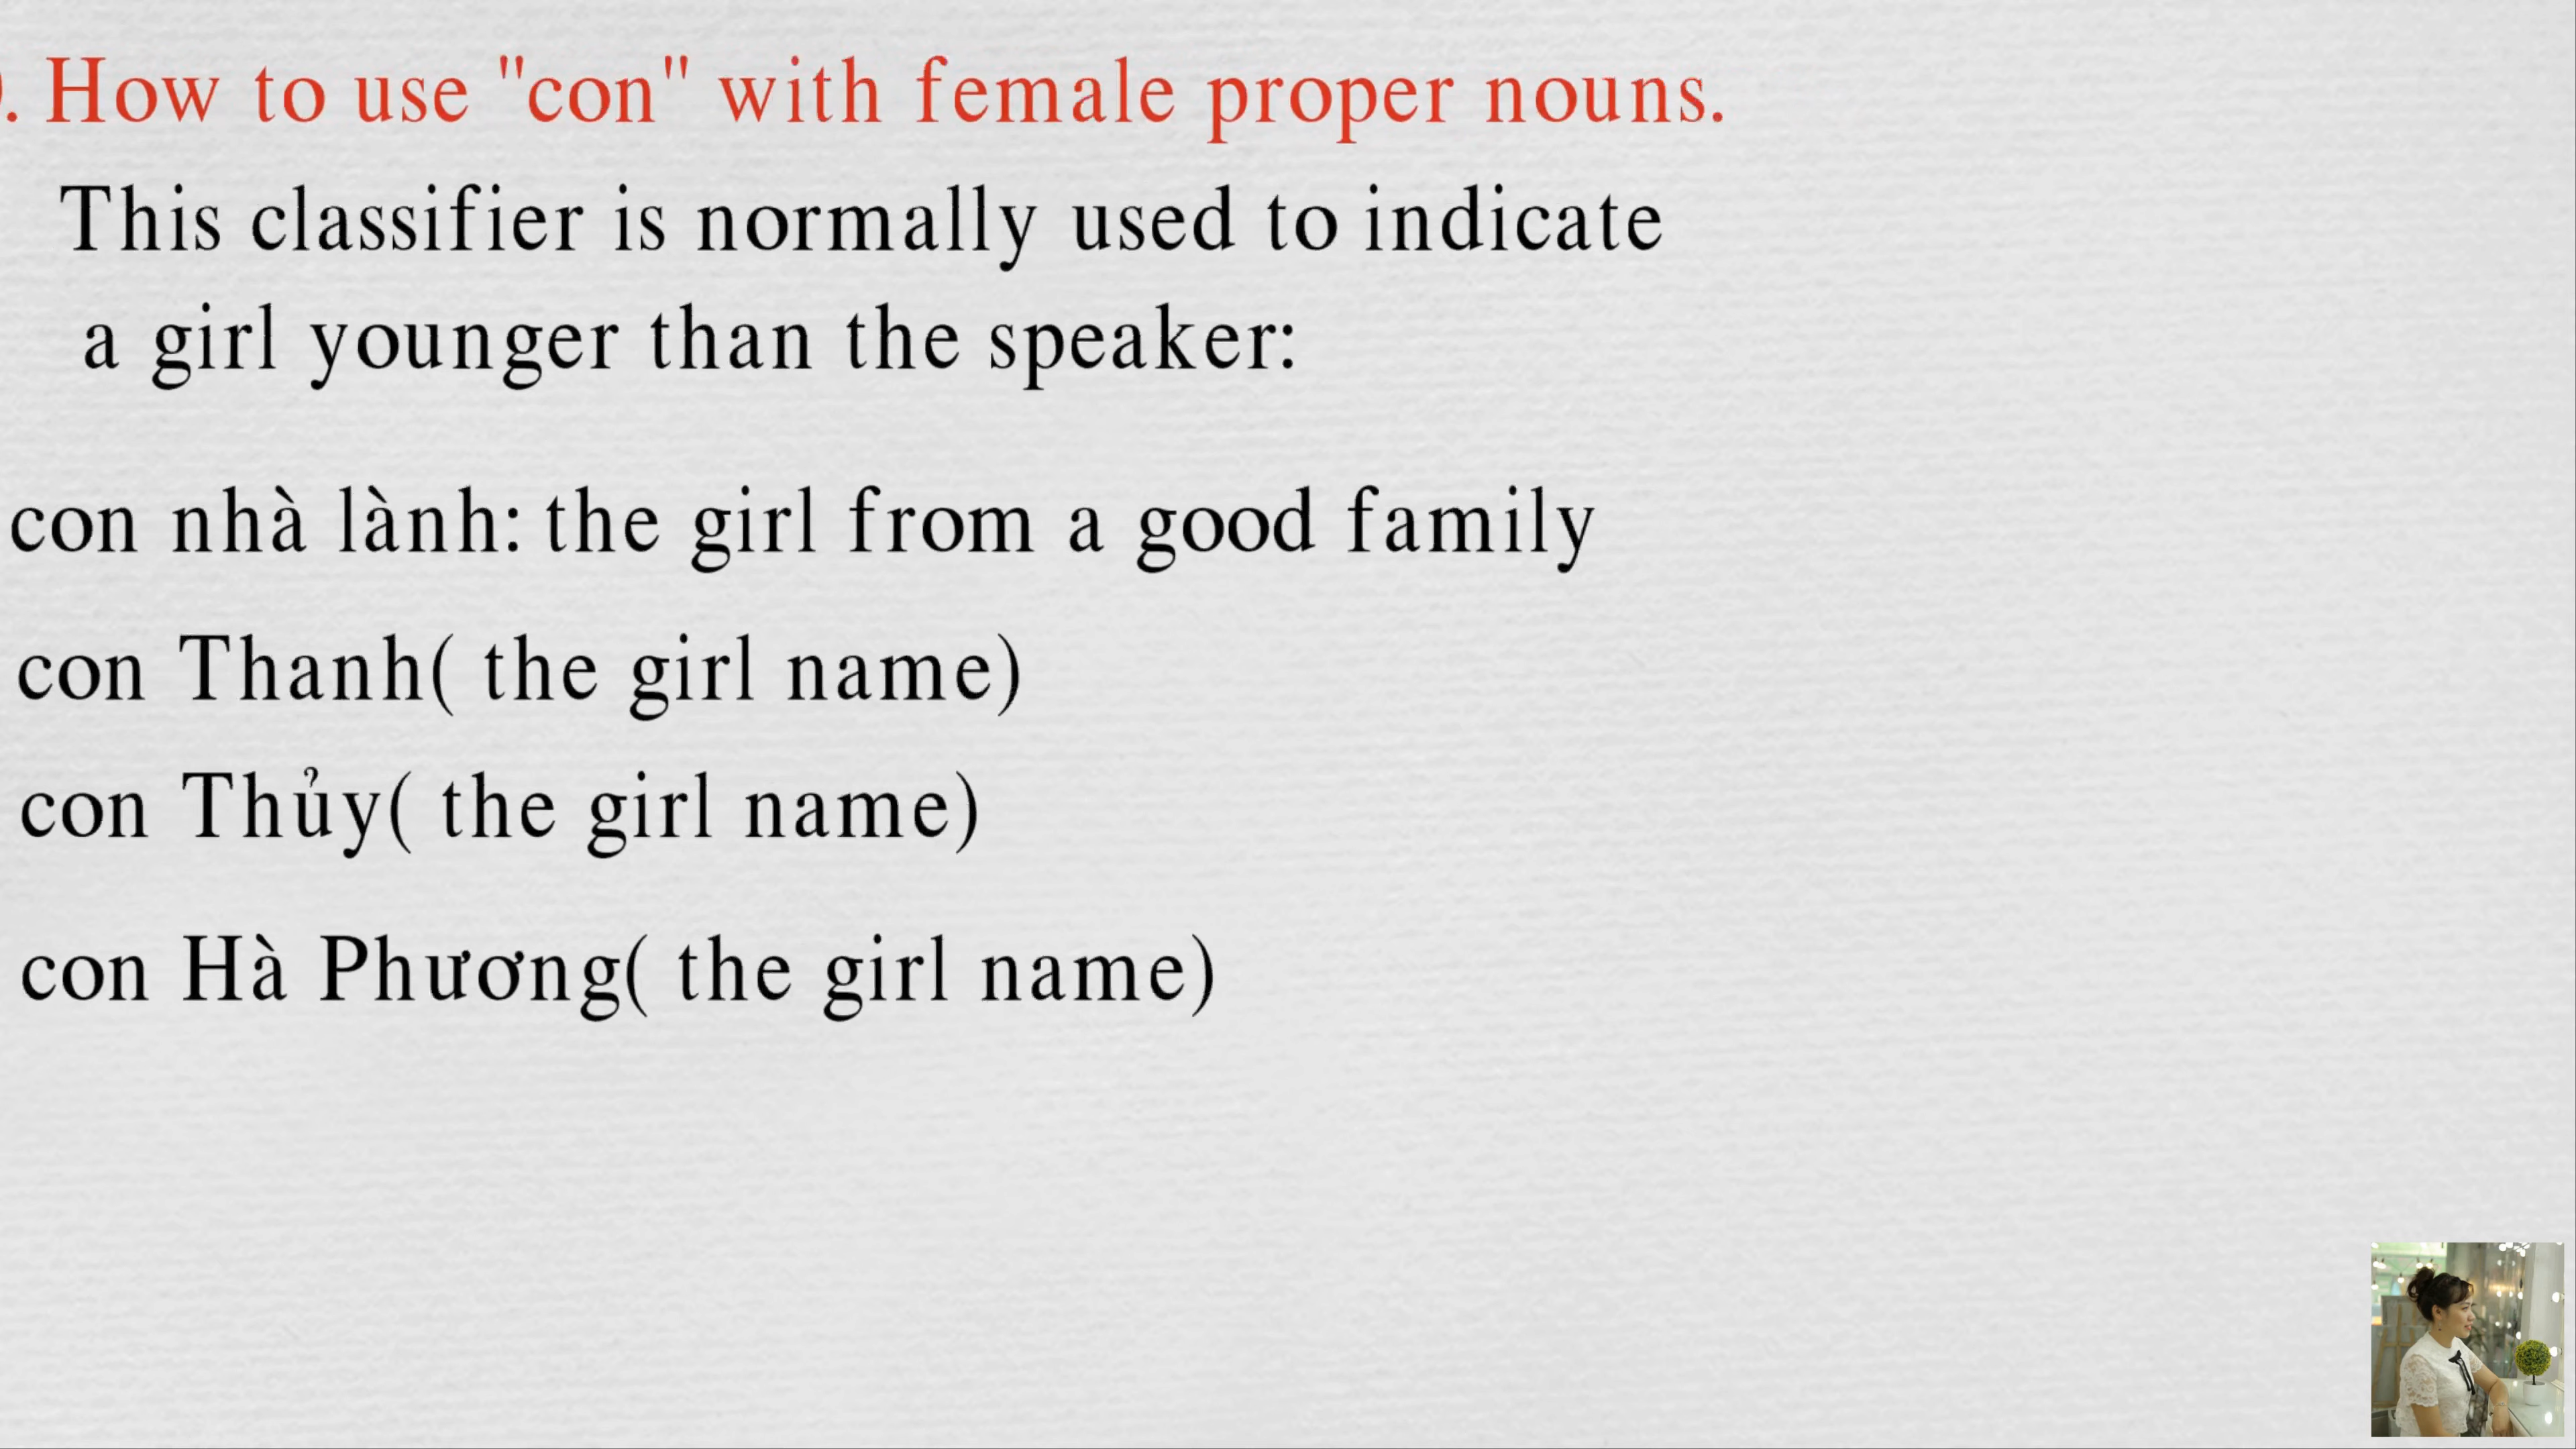 . How to use "con" with female proper nouns.
This classifier is normally used to indicate
a girl younger than the speaker:
con nhà lành: the girl from a good family
con Thanh( the girl name)
con Thủy( the girl name)
con Hà Phương( the girl name)